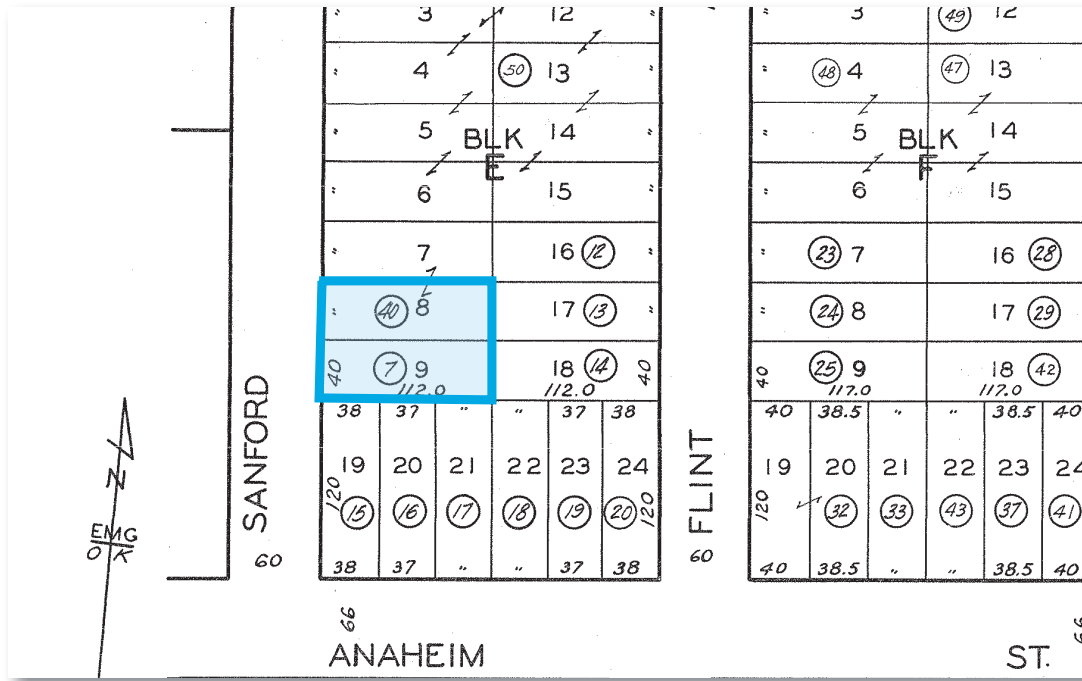 3 12 3 49 12
4 50 13 48 4 47 13
5 14 5 14
BLK BLK
E F
6 15 6 15
7 16 12 23 7 16 28
40 8 17 13 24 8 17 29
40 7 9 18 14 40 40 25 9 18 42
112.0 112.0 117.0 117.0
38 37 " " 37 38 40 38.5 " " 38.5 40
19 20 21 22 23 24 19 20 21 22 23 24
120 15 16 17 18 19 20 120 120 32 33 43 37 41
38 37 " " 37 38 40 38.5 " " 38.5 40
SANFORD
60
FLINT
60
N
EMG
O K
66 66
ANAHEIM ST.